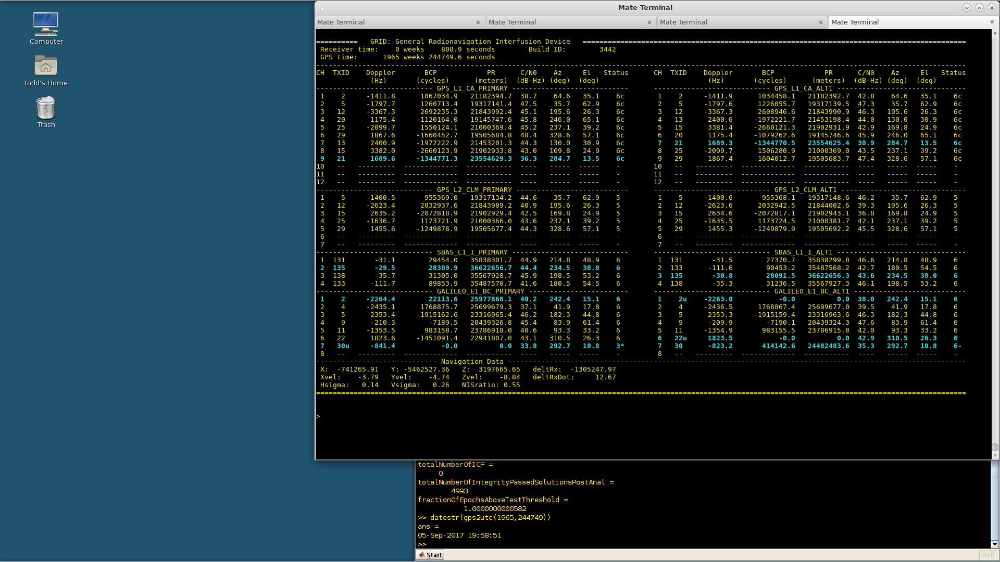 Computer
todd's Home
Trash
Mate Terminal
Mate Terminal × Mate Terminal × Mate Terminal × Mate Terminal ×
========== GRID: General Radionavigation Interfusion Device ============================================================================================
Receiver time: 0 weeks 808.9 seconds Build ID: 3442
GPS time: 1965 weeks 244749.6 seconds
CH TXID Doppler BCP PR C/N0 Az El Status CH TXID Doppler BCP PR C/N0 Az El Status
(Hz) (cycles) (meters) (dB-Hz) (deg) (deg) (Hz) (cycles) (meters) (dB-Hz) (deg) (deg)
---------------------------- GPS_L1_CA_PRIMARY ---------------------------- ---------------------------- GPS_L1_CA_ALT1 -------------------------------
1 2 -1411.8 1067034.9 21182394.7 38.7 64.6 35.1 6c 1 2 -1411.9 1034458.1 21182392.7 42.8 64.6 35.1 6c
2 5 -1797.7 1260713.4 19317141.4 47.5 35.7 62.9 6c 2 5 -1797.6 1226055.7 19317139.5 47.3 35.7 62.9 6c
3 12 -3367.3 2692235.3 21843992.4 45.1 195.6 26.3 6c 3 12 -3367.3 2608946.6 21843990.9 46.3 195.6 26.3 6c
4 20 1175.4 -1120164.0 19145747.6 45.8 246.0 65.1 6c 4 13 2400.6 -1972221.7 21453198.4 44.0 130.0 30.9 6c
5 25 -2099.7 1550124.1 21000369.4 45.2 237.1 39.2 6c 5 15 3381.4 -2660121.3 21902931.9 42.9 169.8 24.9 6c
6 29 1867.6 -1660452.7 19505684.8 48.4 328.6 57.1 6c 6 20 1175.4 -1079262.6 19145746.6 45.9 246.0 65.1 6c
7 13 2400.9 -1972222.9 21453201.3 44.3 130.0 30.9 6c 7 21 1689.3 -1344770.5 23554625.4 38.9 284.7 13.5 6c
8 15 3382.0 -2660123.9 21902933.8 43.0 169.8 24.9 6c 8 25 -2099.7 1506280.9 21000369.0 43.5 237.1 39.2 6c
9 21 1689.6 -1344771.3 23554629.3 36.3 284.7 13.5 6c 9 29 1867.4 -1604012.7 19505683.7 47.4 328.6 57.1 6c
10 -- --------- ------------- ----------- ---- ----- ---- - 10 -- --------- ------------- ----------- ---- ----- ---- -
11 -- --------- ------------- ----------- ---- ----- ---- - 11 -- --------- ------------- ----------- ---- ----- ---- -
12 -- --------- ------------- ----------- ---- ----- ---- - 12 -- --------- ------------- ----------- ---- ----- ---- -
---------------------------- GPS_L2_CLM_PRIMARY --------------------------- ---------------------------- GPS_L2_CLM_ALT1 ------------------------------
1 5 -1400.5 955369.0 19317134.2 44.6 35.7 62.9 5 1 5 -1400.6 955368.1 19317148.6 46.2 35.7 62.9 5
2 12 -2623.4 2032937.6 21843989.2 40.9 195.6 26.3 5 2 12 -2623.6 2032942.5 21844002.6 39.3 195.6 26.3 5
3 15 2635.2 -2072818.9 21902929.4 42.5 169.8 24.9 5 3 15 2634.6 -2072817.1 21902943.1 36.8 169.8 24.9 5
4 25 -1636.7 1173721.9 21000366.0 43.6 237.1 39.2 5 4 25 -1635.5 1173724.5 21000381.7 42.1 237.1 39.2 5
5 29 1455.6 -1249878.9 19505677.4 44.3 328.6 57.1 5 5 29 1455.3 -1249879.9 19505692.2 45.5 328.6 57.1 5
6 -- --------- ------------- ----------- ---- ----- ---- - 6 -- --------- ------------- ----------- ---- ----- ---- -
7 -- --------- ------------- ----------- ---- ----- ---- - 7 -- --------- ------------- ----------- ---- ----- ---- -
---------------------------- SBAS_L1_I_PRIMARY ---------------------------- ---------------------------- SBAS_L1_I_ALT1 -------------------------------
1 131 -31.1 29454.0 35838301.7 44.9 214.8 48.9 6 1 131 -31.5 27370.7 35838299.8 46.6 214.8 48.9 6
2 135 -29.5 28389.9 36622656.7 44.4 234.5 38.0 6 2 133 -111.6 90453.2 35487568.2 42.7 180.5 54.5 6
3 138 -35.7 31305.0 35567928.7 45.9 198.5 53.2 6 3 135 -30.8 28091.5 36622656.3 43.6 234.5 38.0 6
4 133 -111.7 89853.9 35487570.7 41.6 180.5 54.5 6 4 138 -35.3 31236.5 35567927.3 46.1 198.5 53.2 6
---------------------------- GALILEO_E1_BC_PRIMARY ------------------------ ---------------------------- GALILEO_E1_BC_ALT1 ---------------------------
1 2 -2264.4 22113.6 25977868.1 40.2 242.4 15.1 6 1 2u -2263.0 -0.0 0.0 38.0 242.4 15.1 6
2 4 -2435.1 1768875.7 25699679.3 37.1 41.9 17.8 6 2 4 -2436.5 1768867.4 25699677.0 39.5 41.9 17.8 6
3 5 2353.4 -1915162.6 23316965.4 46.2 182.3 44.8 6 3 5 2353.3 -1915159.4 23316963.6 46.3 182.3 44.8 6
4 9 -210.3 -7189.5 20439326.8 45.4 83.9 61.4 6 4 9 -209.9 -7190.1 20439324.3 47.6 83.9 61.4 6
5 11 -1353.5 983158.7 23786918.0 40.6 93.3 33.2 6 5 11 -1354.9 983155.5 23786915.8 42.0 93.3 33.2 6
6 22 1823.6 -1451091.4 22941807.0 43.1 310.5 26.3 6 6 22u 1823.5 -0.0 0.0 42.9 310.5 26.3 6
7 30u -841.4 -0.0 0.0 33.8 292.7 10.8 3* 7 30 -823.2 414142.6 24482483.6 35.3 292.7 10.8 6-
8 -- --------- ------------- ----------- ---- ----- ---- - 8 -- --------- ------------- ----------- ---- ----- ---- -
----------------------------- Navigation Data --------------------------------------------------------------------------------------------------------------
X: -741265.91 Y: -5462527.36 Z: 3197665.65 deltRx: -1305247.97
Xvel: -3.79 Yvel: -4.74 Zvel: -8.84 deltRxDot: 12.67
Hsigma: 0.14 Vsigma: 0.26 NISratio: 0.55
============================================================================================================================================================
>
totalNumberOfICF =
0
totalNumberOfIntegrityPassedSolutionsPostAnal =
4993
fractionOfEpochsAboveTestThreshold =
1.0000000000582
>> datestr(gps2utc(1965,244749))
ans =
05-Sep-2017 19:58:51
>>
Start
OVR